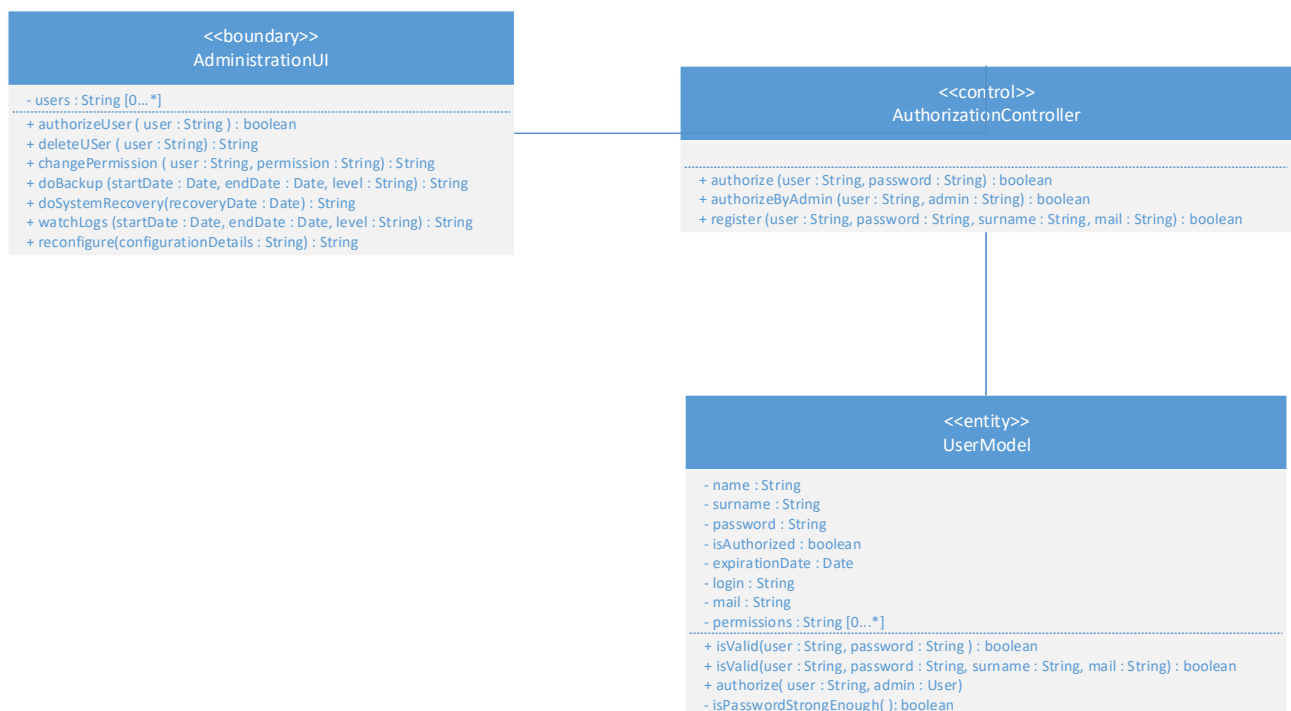 <<boundary>>
AdministrationUI
- users : String [0...*]
+ authorizeUser ( user : String ) : boolean
+ deleteUSer ( user : String) : String
+ changePermission ( user : String, permission : String) : String
+ doBackup (startDate : Date, endDate : Date, level : String) : String
+ doSystemRecovery(recoveryDate : Date) : String
+ watchLogs (startDate : Date, endDate : Date, level : String) : String
+ reconfigure(configurationDetails : String) : String
<<control>>
AuthorizationController
+ authorize (user : String, password : String) : boolean
+ authorizeByAdmin (user : String, admin : String) : boolean
+ register (user : String, password : String, surname : String, mail : String) : boolean
<<entity>>
UserModel
- name : String
- surname : String
- password : String
- isAuthorized : boolean
- expirationDate : Date
- login : String
- mail : String
- permissions : String [0...*]
+ isValid(user : String, password : String ) : boolean
+ isValid(user : String, password : String, surname : String, mail : String) : boolean
+ authorize( user : String, admin : User)
- isPasswordStrongEnough( ): boolean